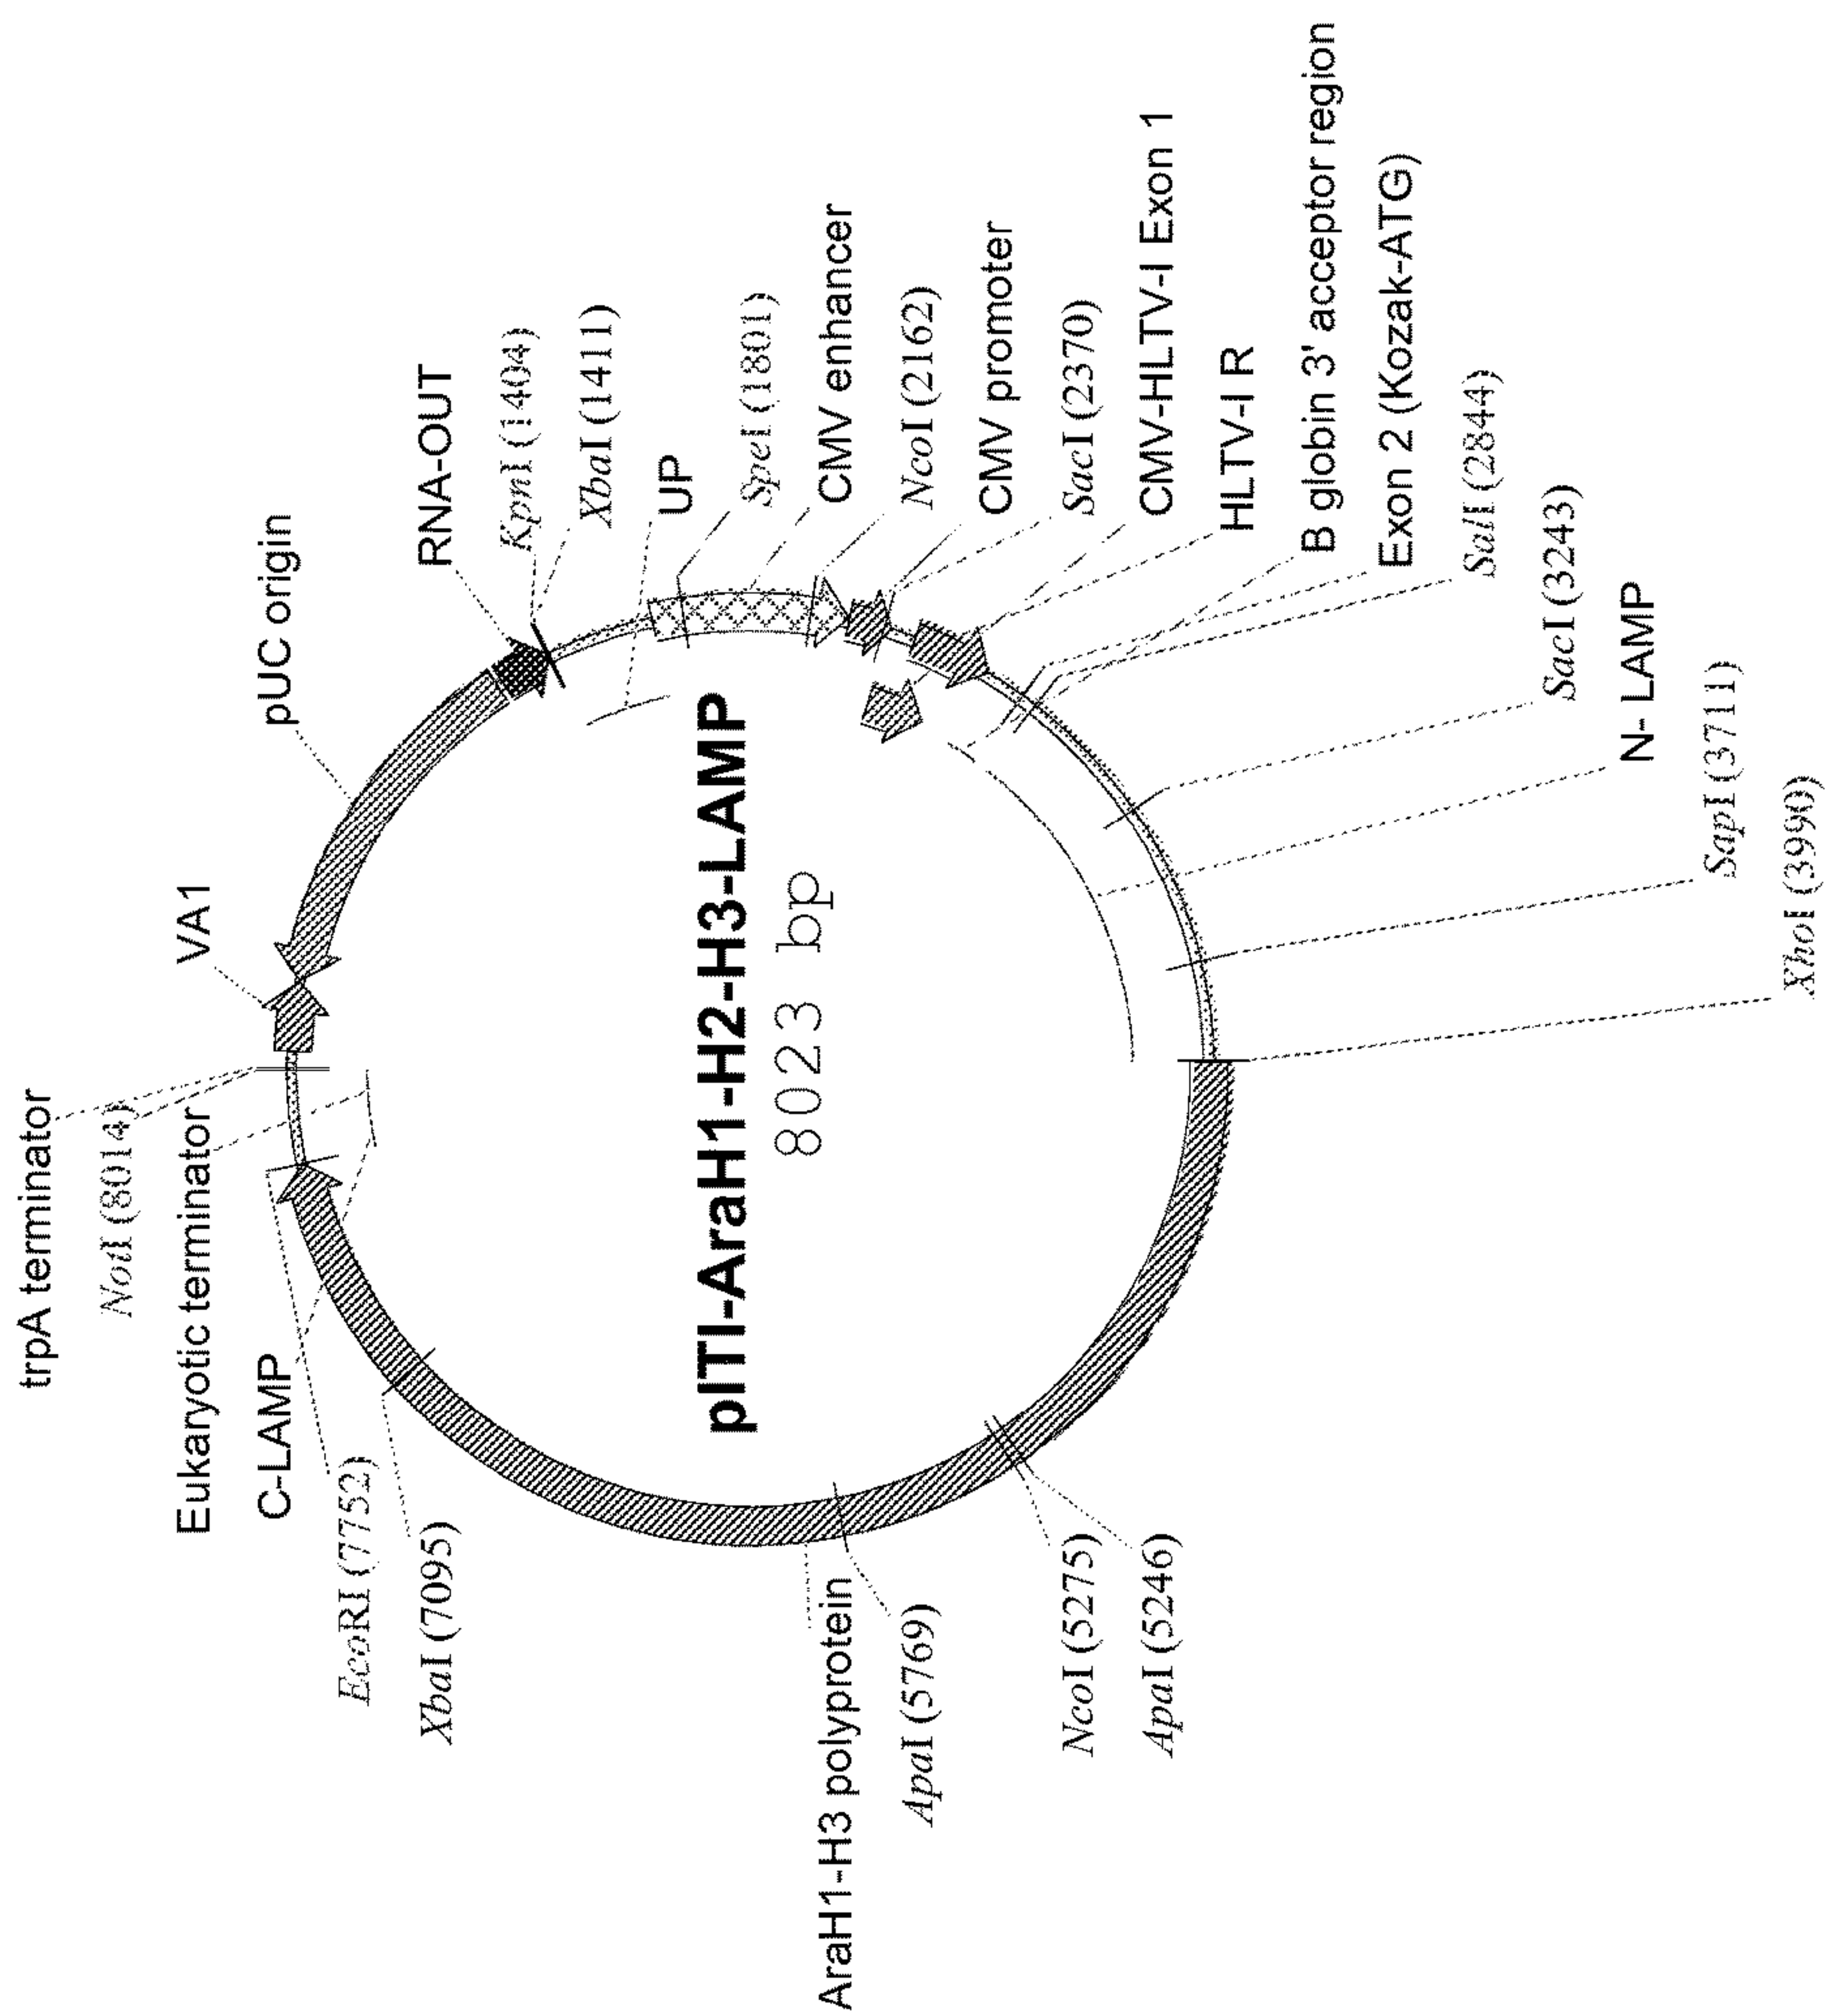 trpA terminator
NotI (8014)
Eukaryotic terminator
C-LAMP
EcoRI (7752)
XbaI (7095)
AraH1-H3 polyprotein
ApaI (5769)
NcoI (5275)
ApaI (5246)
VA1
pUC origin
RNA-OUT
KpnI (1404)
XbaI (1411)
UP
SpeI (1801)
CMV enhancer
NcoI (2162)
CMV promoter
SacI (2370)
CMV-HLTV-I Exon 1
HLTV-I R
B globin 3' acceptor region
Exon 2 (Kozak-ATG)
SalI (2844)
SacI (3243)
N- LAMP
SapI (3711)
XhoI (3990)
pITI-AraH1-H2-H3-LAMP
8023 bp